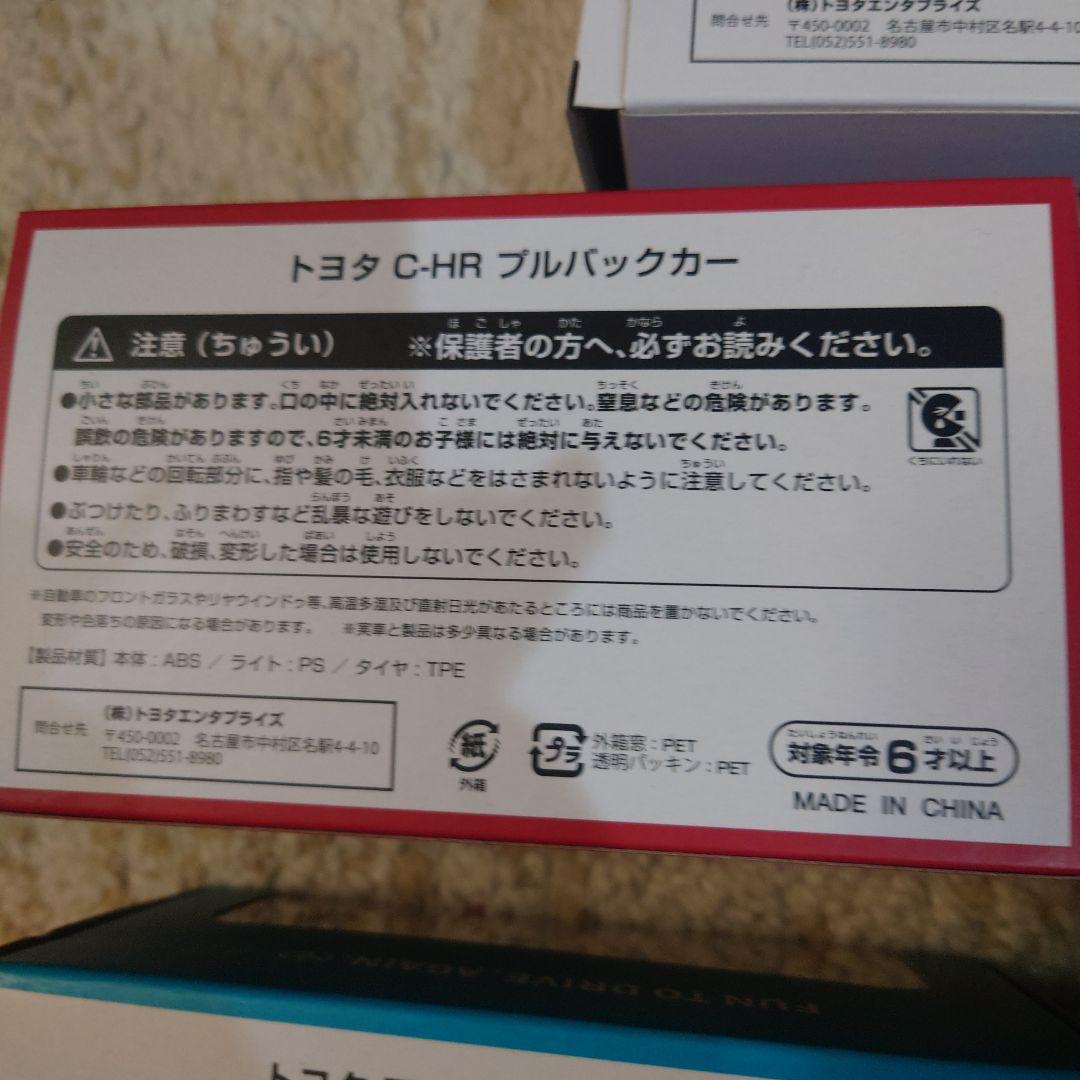 (株)トヨタエンタプライズ
問合せ先 〒450-0002 名古屋市中村区名駅4-4-10
TEL(052)551-8980
トヨタ C-HR プルバックカー
注意(ちゅうい) ※保護者の方へ、必ずお読みください。
●小さな部品があります。口の中に絶対入れないでください。窒息などの危険があります。
誤飲の危険がありますので、6才未満のお子様には絶対に与えないでください。
●車輪などの回転部分に、指や髪の毛、衣服などをはさまれないように注意してください。
●ぶつけたり、ふりまわすなど乱暴な遊びをしないでください。
●安全のため、破損、変形した場合は使用しないでください。
くちにいれない
※自動車のフロントガラスやリヤウインドゥ等、高温多湿及び直射日光があたるところには商品を置かないでください。
変形や色落ちの原因になる場合があります。 ※実車と製品は多少異なる場合があります。
【製品材質】本体:ABS / ライト:PS / タイヤ:TPE
(株)トヨタエンタプライズ
問合せ先 〒450-0002 名古屋市中村区名駅4-4-10
TEL(052)551-8980
紙
外箱
プラ
外箱窓:PET
透明パッキン:PET
対象年令6才以上
MADE IN CHINA
FUN TO DRIVE, AGAIN.
トヨタ